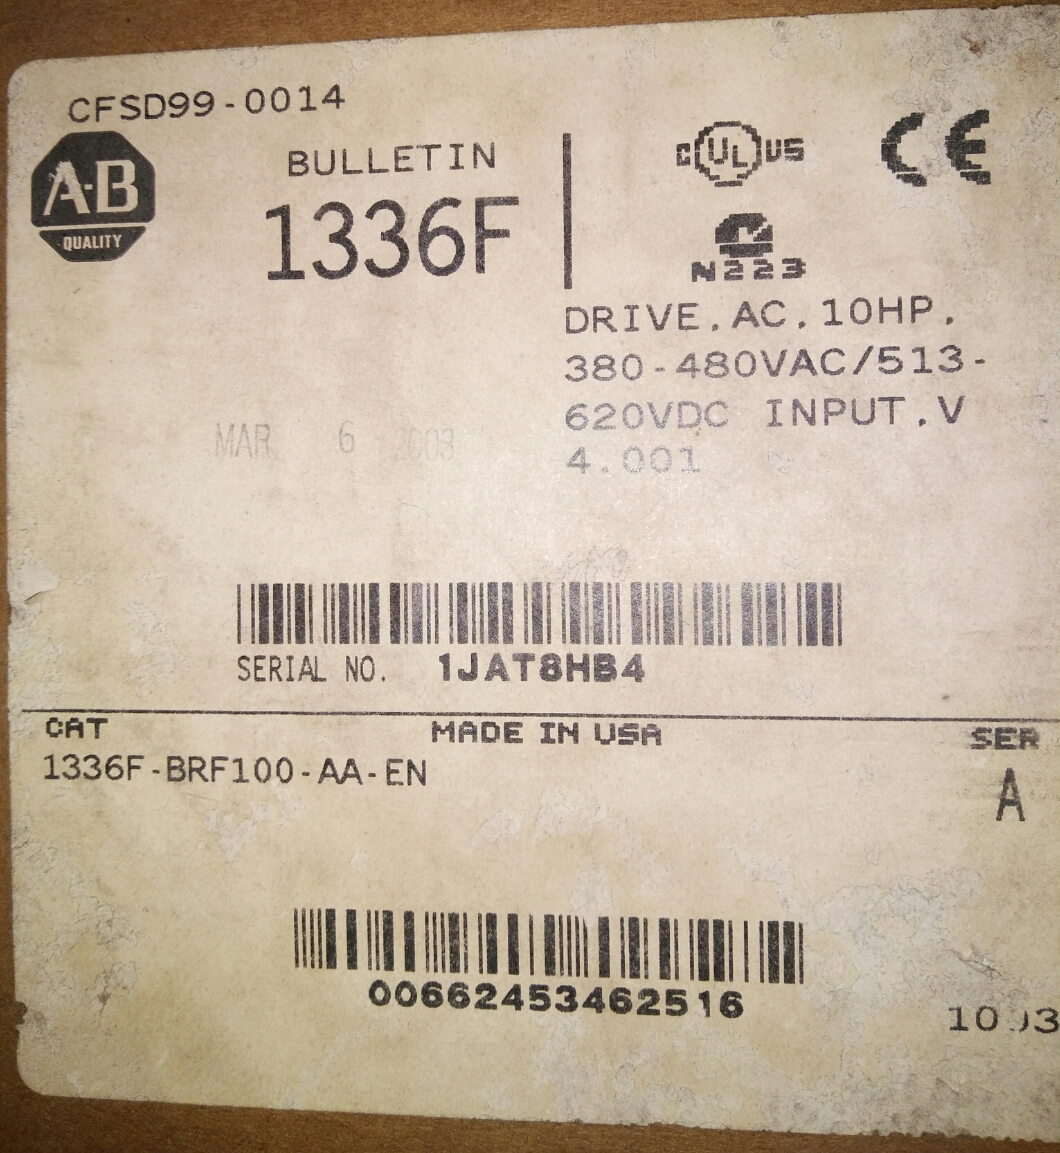 CFSD99-0014
A-B
QUALITY
BULLETIN
1336F
C UL US
CE
N223
DRIVE,AC,10HP,
380-480VAC/513-
620VDC INPUT,V
4.001
MAR 6 2003
SERIAL NO. 1JAT8HB4
CAT MADE IN USA SER
1336F-BRF100-AA-EN
A
00662453462516